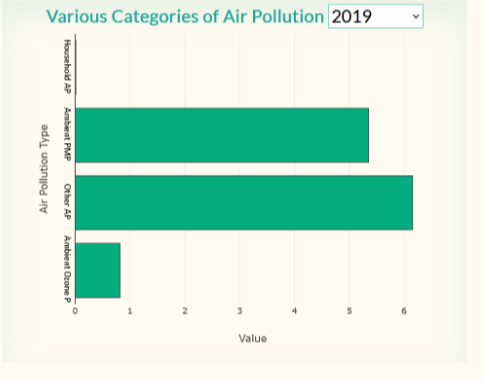 Various Categories of Air Pollution 2019
Household AP
Ambient PMP
Other AP
Ambient Ozone P
Air Pollution Type
0 1 2 3 4 5 6
Value